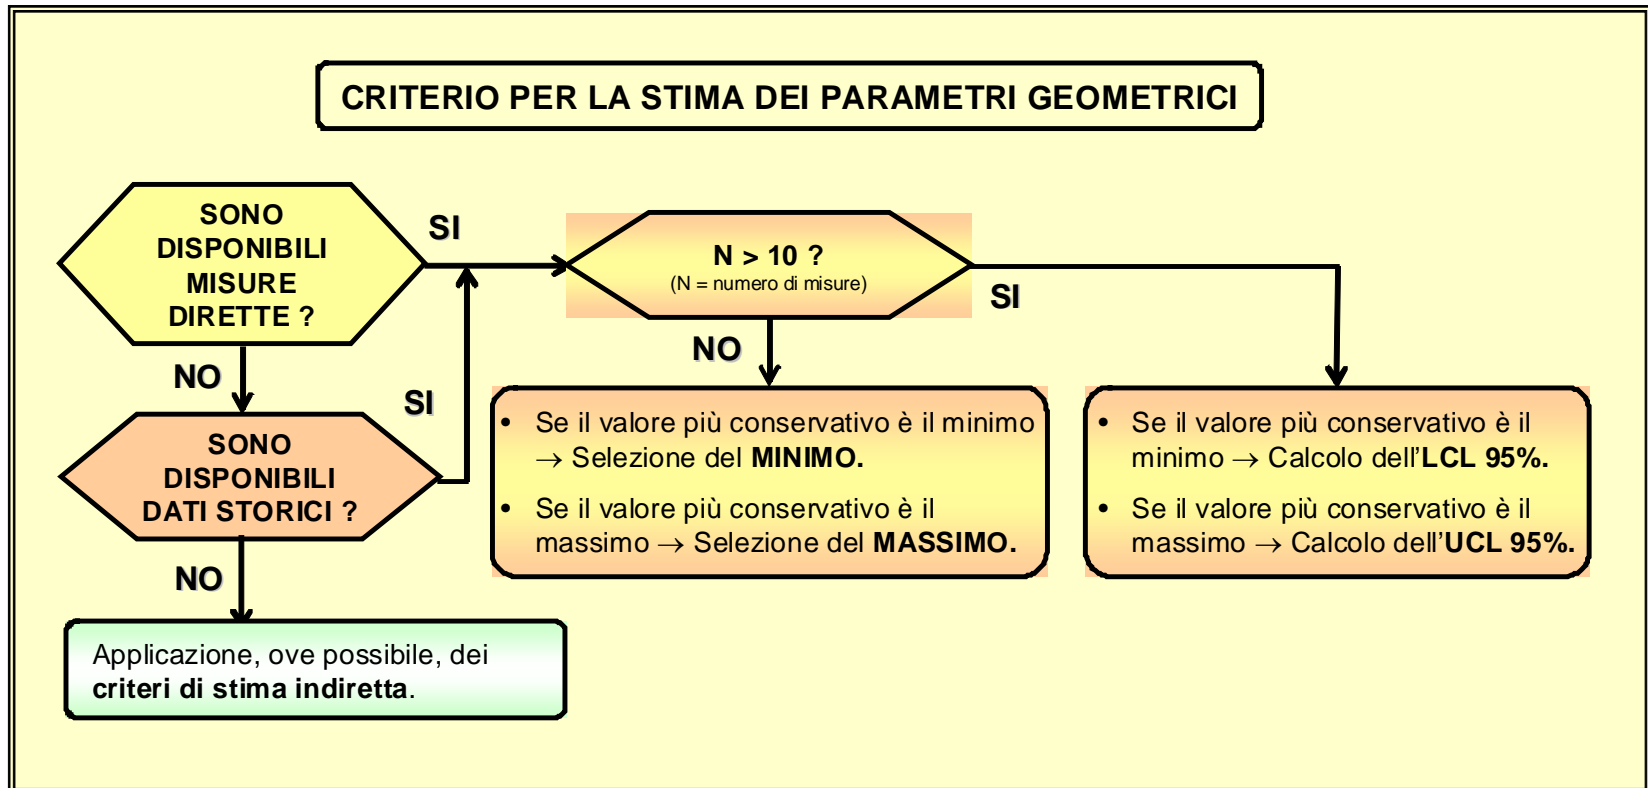 CRITERIO PER LA STIMA DEI PARAMETRI GEOMETRICI
SONO
DISPONIBILI
MISURE
DIRETTE ?
SI
N > 10 ?
(N = numero di misure)
SI
NO
NO
SI
SONO
DISPONIBILI
DATI STORICI ?
• Se il valore più conservativo è il minimo
→ Selezione del MINIMO.
• Se il valore più conservativo è il
massimo → Selezione del MASSIMO.
• Se il valore più conservativo è il
minimo → Calcolo dell'LCL 95%.
• Se il valore più conservativo è il
massimo → Calcolo dell'UCL 95%.
NO
Applicazione, ove possibile, dei
criteri di stima indiretta.